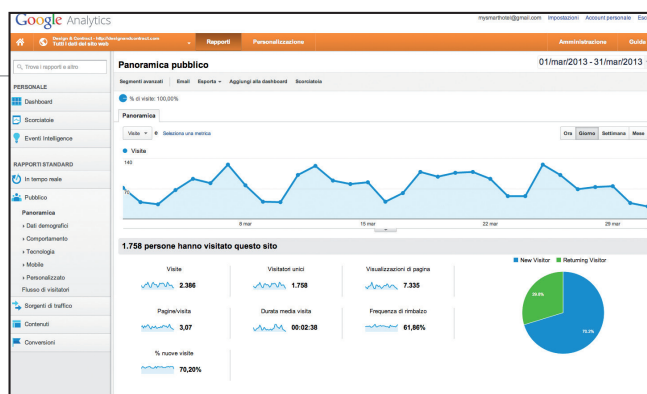 Google Analytics
mysmarthotel@gmail.com Impostazioni Account personale Esc
Design & Contract - http://
designandcontract.com
Tutti i dati del sito web
Rapporti Personalizzazione Amministrazione Guida
Trova i rapporti e altro
Panoramica pubblico
01/mar/2013 - 31/mar/2013
Segmenti avanzati Email Esporta Aggiungi alla dashboard Scorciatoia
% di visite: 100,00%
Panoramica
Visite Seleziona una metrica
Ora Giorno Settimana Mese
Visite
140
70
8 mar 15 mar 22 mar 29 mar
PERSONALE
Dashboard
Scorciatoie
Eventi Intelligence
RAPPORTI STANDARD
In tempo reale
Pubblico
Panoramica
Dati demografici
Comportamento
Tecnologia
Mobile
Personalizzato
Flusso di visitatori
Sorgenti di traffico
Contenuti
Conversioni
1.758 persone hanno visitato questo sito
Visite
2.386
Visitatori unici
1.758
Visualizzazioni di pagina
7.335
Pagine/visita
3,07
Durata media visita
00:02:38
Frequenza di rimbalzo
61,86%
% nuove visite
70,20%
New Visitor Returning Visitor
29.8%
70.2%